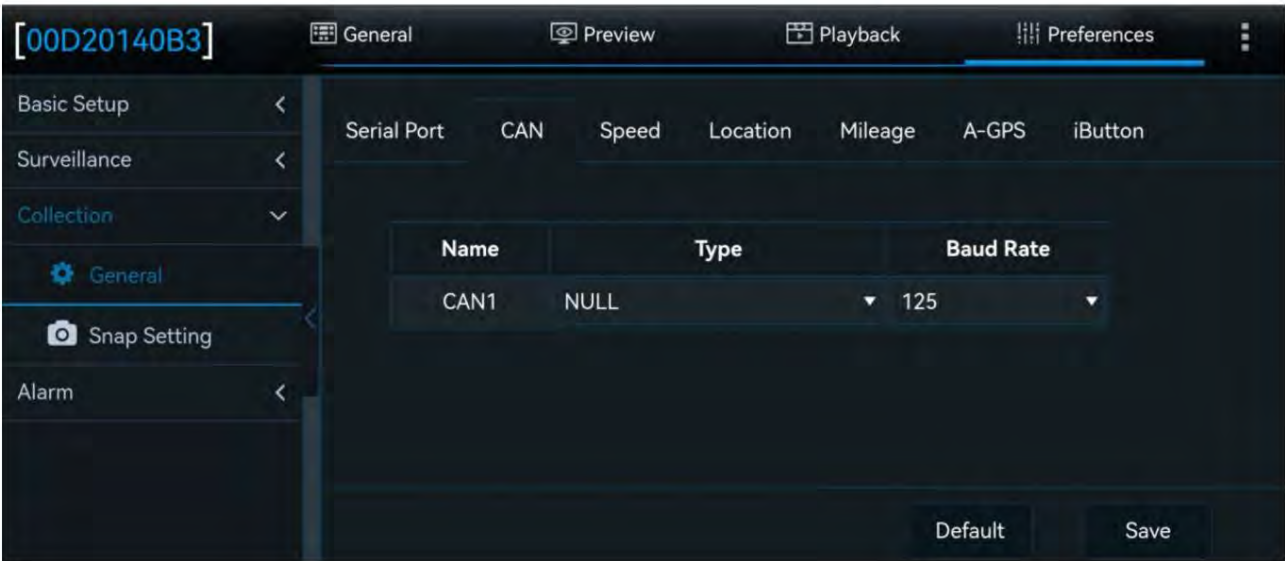 [00D20140B3] General Preview Playback Preferences
Basic Setup
Surveillance
Collection
General
Snap Setting
Alarm
Serial Port CAN Speed Location Mileage A-GPS iButton
Name Type Baud Rate
CAN1 NULL 125
Default Save